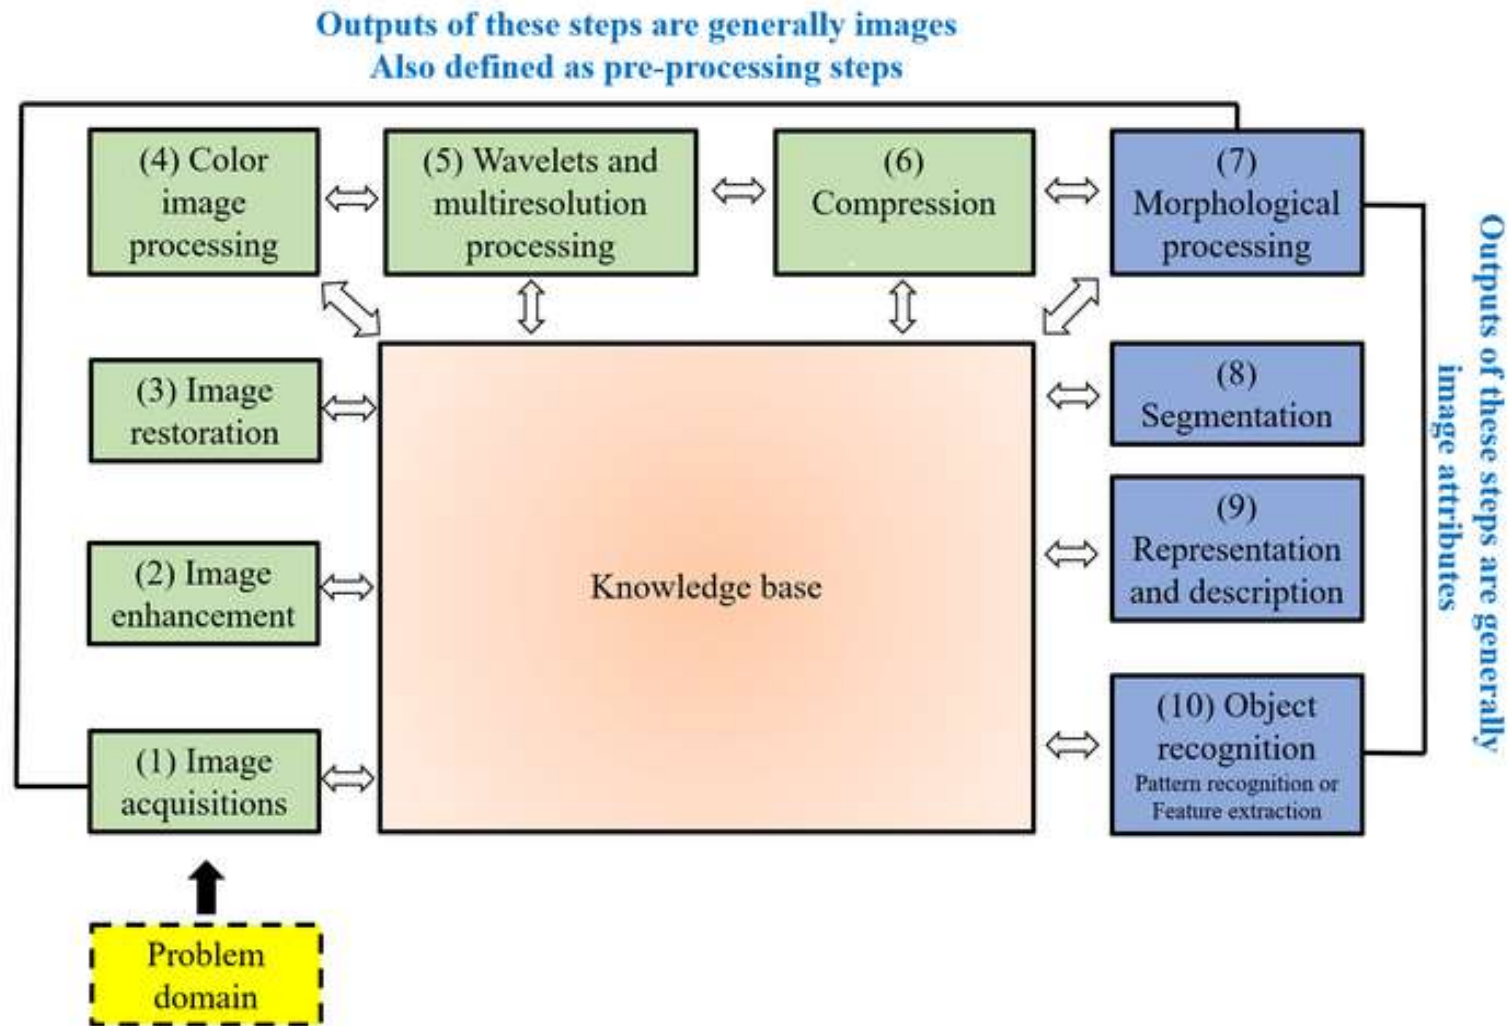 Outputs of these steps are generally images
Also defined as pre-processing steps
(4) Color
image
processing
(5) Wavelets and
multiresolution
processing
(6)
Compression
(7)
Morphological
processing
(3) Image
restoration
(8)
Segmentation
(2) Image
enhancement
Knowledge base
(9)
Representation
and description
(1) Image
acquisitions
(10) Object
recognition
Pattern recognition or
Feature extraction
Outputs of these steps are generally
image attributes
Problem
domain